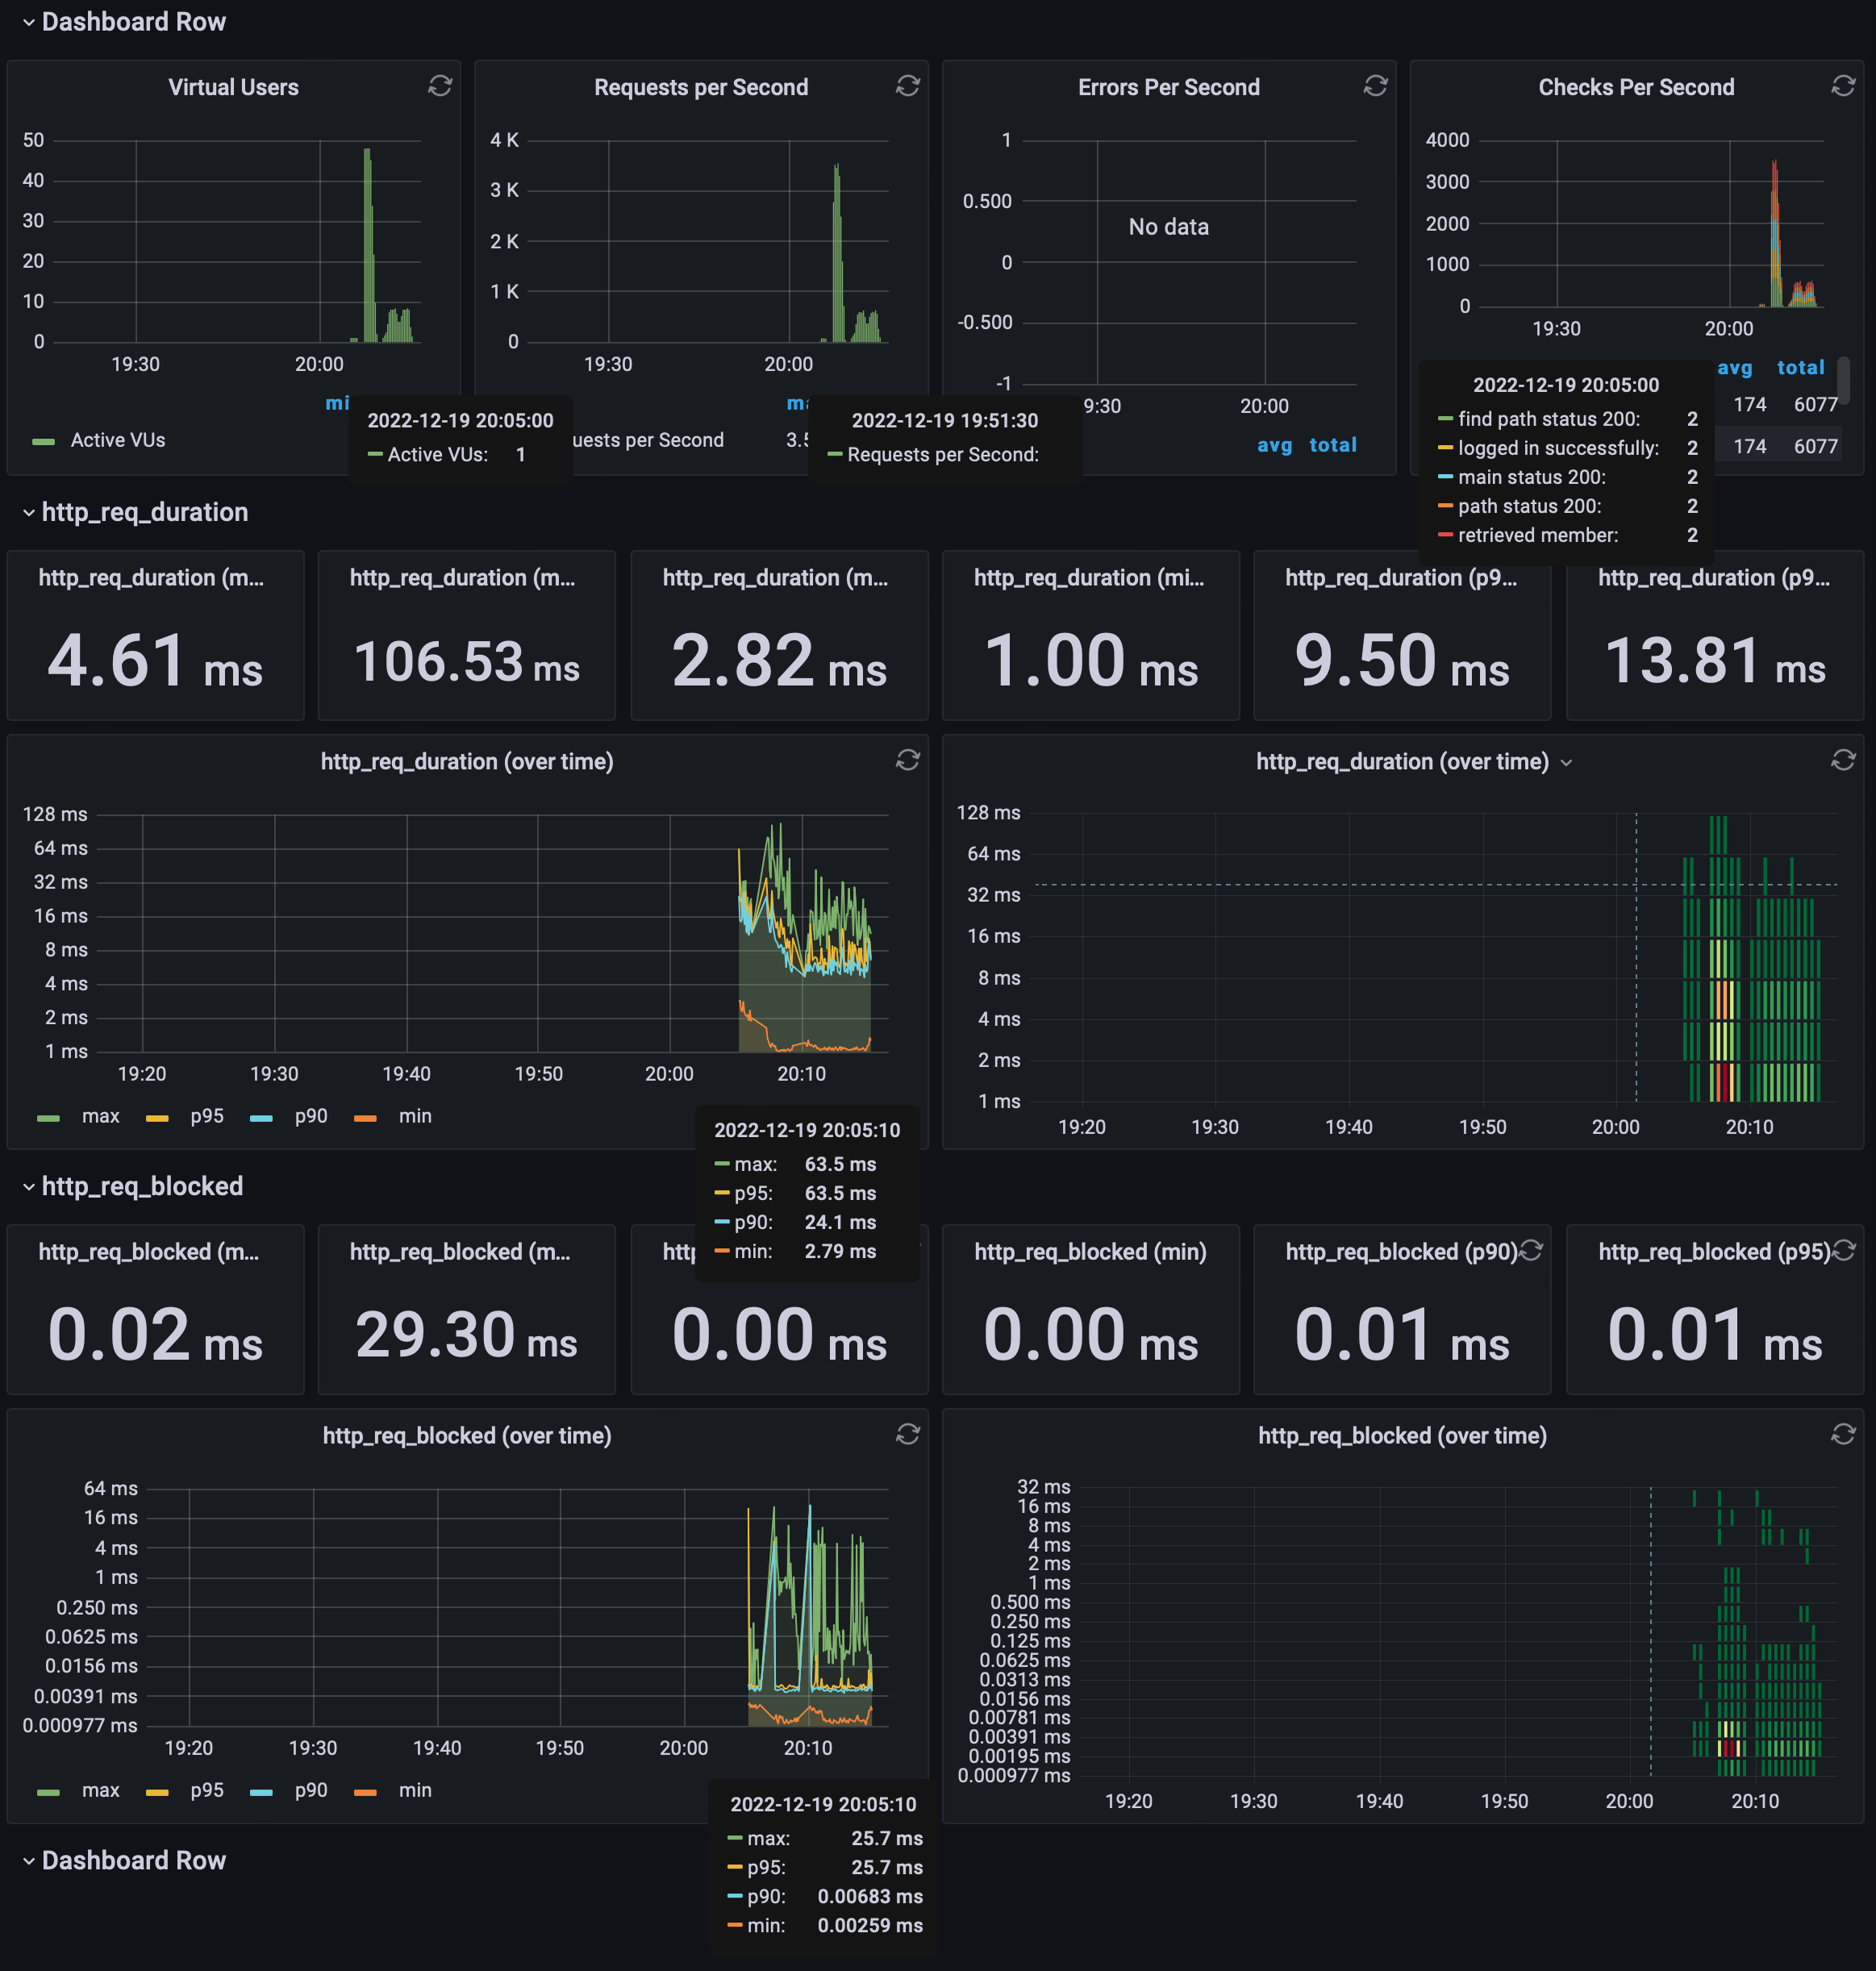 Dashboard Row
Virtual Users
50
40
30
20
10
0
19:30 20:00
mi
Active VUs
2022-12-19 20:05:00
Active VUs: 1
Requests per Second
4 K
3 K
2 K
1 K
0
19:30 20:00
ma
uests per Second 3.5
2022-12-19 19:51:30
Requests per Second:
Errors Per Second
1
0.500
0
-0.500
-1
No data
9:30 20:00
avg total
Checks Per Second
4000
3000
2000
1000
0
19:30 20:00
avg total
174 6077
174 6077
2022-12-19 20:05:00
find path status 200: 2
logged in successfully: 2
main status 200: 2
path status 200: 2
retrieved member: 2
http_req_duration
http_req_duration (m...
4.61 ms
http_req_duration (m...
106.53 ms
http_req_duration (m...
2.82 ms
http_req_duration (mi...
1.00 ms
http_req_duration (p9...
9.50 ms
http_req_duration (p9...
13.81 ms
http_req_duration (over time)
128 ms
64 ms
32 ms
16 ms
8 ms
4 ms
2 ms
1 ms
19:20 19:30 19:40 19:50 20:00 20:10
max p95 p90 min
2022-12-19 20:05:10
max: 63.5 ms
p95: 63.5 ms
p90: 24.1 ms
min: 2.79 ms
http_req_duration (over time)
128 ms
64 ms
32 ms
16 ms
8 ms
4 ms
2 ms
1 ms
19:20 19:30 19:40 19:50 20:00 20:10
http_req_blocked
http_req_blocked (m...
0.02 ms
http_req_blocked (m...
29.30 ms
htt
0.00 ms
http_req_blocked (min)
0.00 ms
http_req_blocked (p90)
0.01 ms
http_req_blocked (p95)
0.01 ms
http_req_blocked (over time)
64 ms
16 ms
4 ms
1 ms
0.250 ms
0.0625 ms
0.0156 ms
0.00391 ms
0.000977 ms
19:20 19:30 19:40 19:50 20:00 20:10
max p95 p90 min
2022-12-19 20:05:10
max: 25.7 ms
p95: 25.7 ms
p90: 0.00683 ms
min: 0.00259 ms
http_req_blocked (over time)
32 ms
16 ms
8 ms
4 ms
2 ms
1 ms
0.500 ms
0.250 ms
0.125 ms
0.0625 ms
0.0313 ms
0.0156 ms
0.00781 ms
0.00391 ms
0.00195 ms
0.000977 ms
19:20 19:30 19:40 19:50 20:00 20:10
Dashboard Row